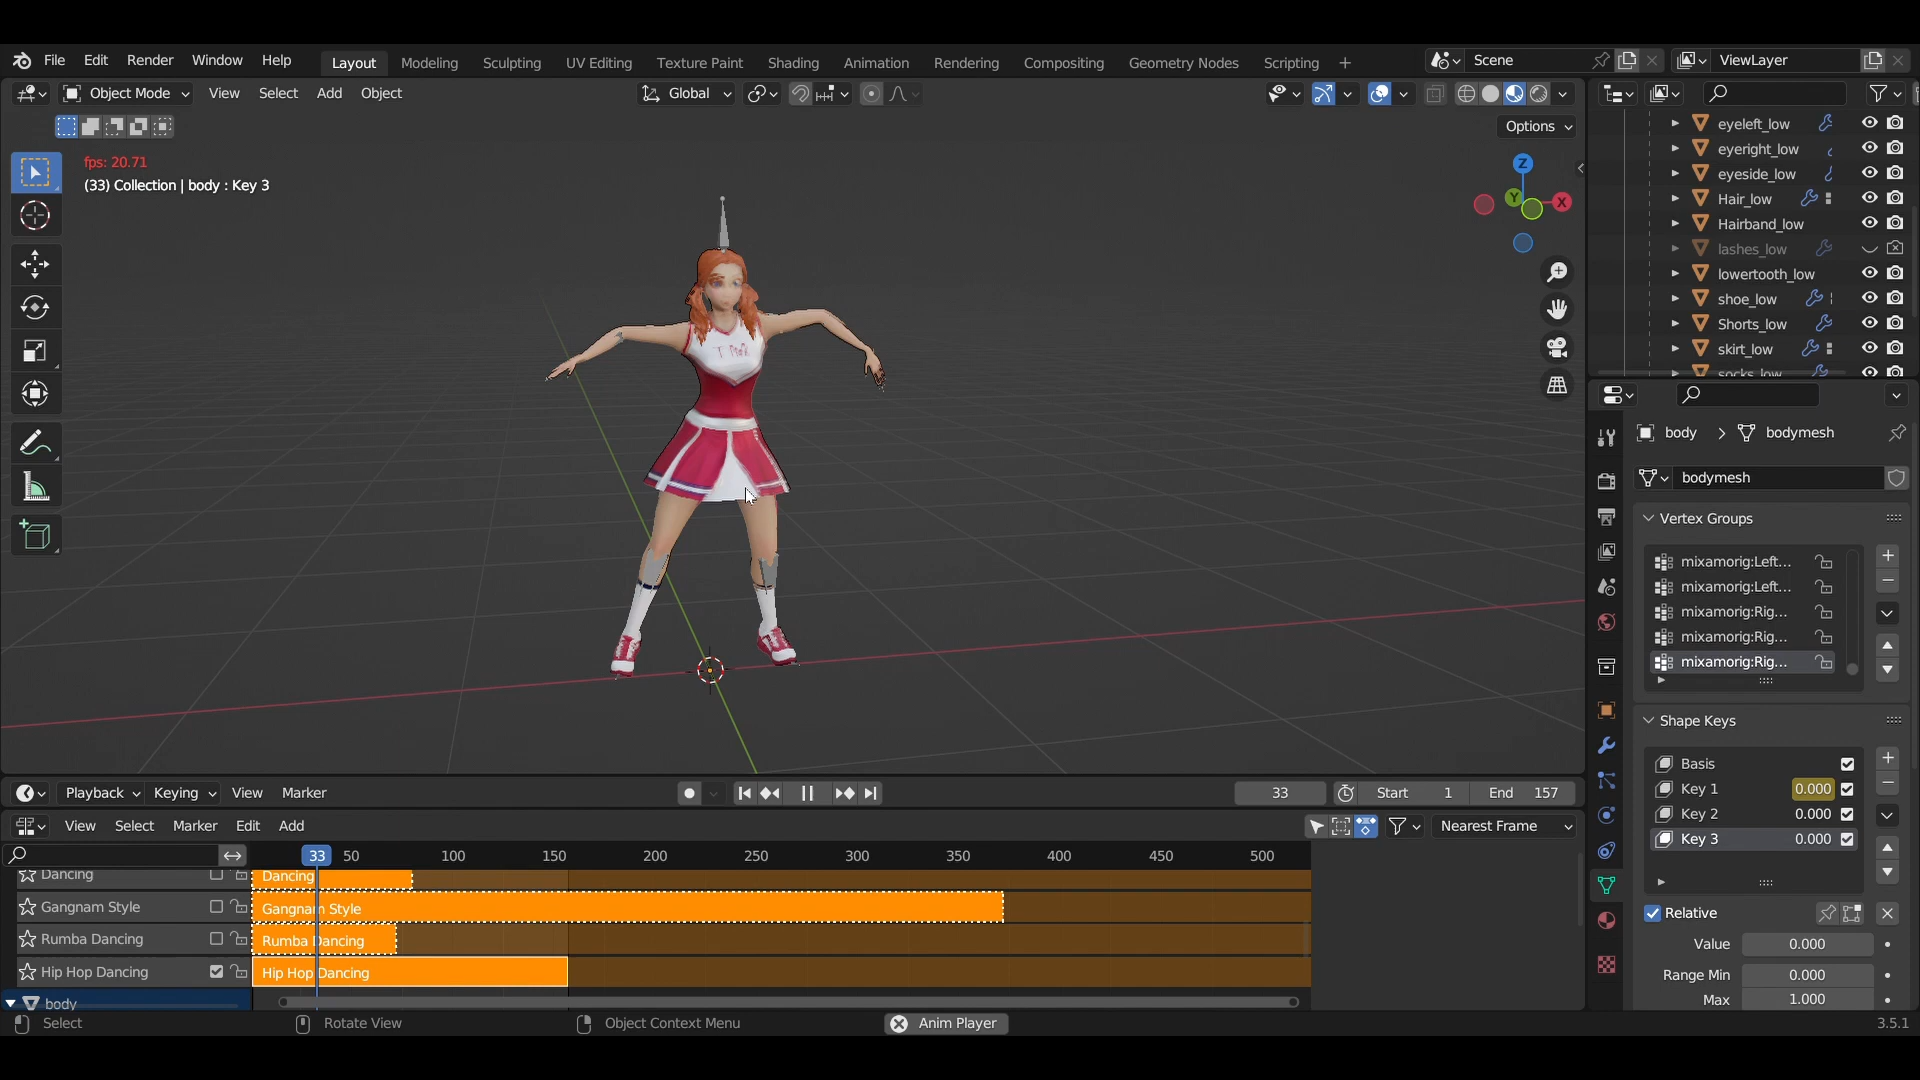 File Edit Render Window Help Layout Modeling Sculpting UV Editing Texture Paint Shading Animation Rendering Compositing Geometry Nodes Scripting + Scene ViewLayer
Object Mode View Select Add Object Global
Options
fps: 20.71
(33) Collection | body : Key 3
Z
Y
X
eyeleft_low
eyeright_low
eyeside_low
Hair_low
Hairband_low
lashes_low
lowertooth_low
shoe_low
Shorts_low
skirt_low
socks_low
body > bodymesh
bodymesh
Vertex Groups
mixamorig:Left...
mixamorig:Left...
mixamorig:Rig...
mixamorig:Rig...
mixamorig:Rig...
Shape Keys
Basis
Key 1 0.000
Key 2 0.000
Key 3 0.000
Relative
Value 0.000
Range Min 0.000
Max 1.000
Playback Keying View Marker 33 Start 1 End 157
View Select Marker Edit Add Nearest Frame
33 50 100 150 200 250 300 350 400 450 500
Dancing Dancing
Gangnam Style Gangnam Style
Rumba Dancing Rumba Dancing
Hip Hop Dancing Hip Hop Dancing
body
Select Rotate View Object Context Menu Anim Player 3.5.1